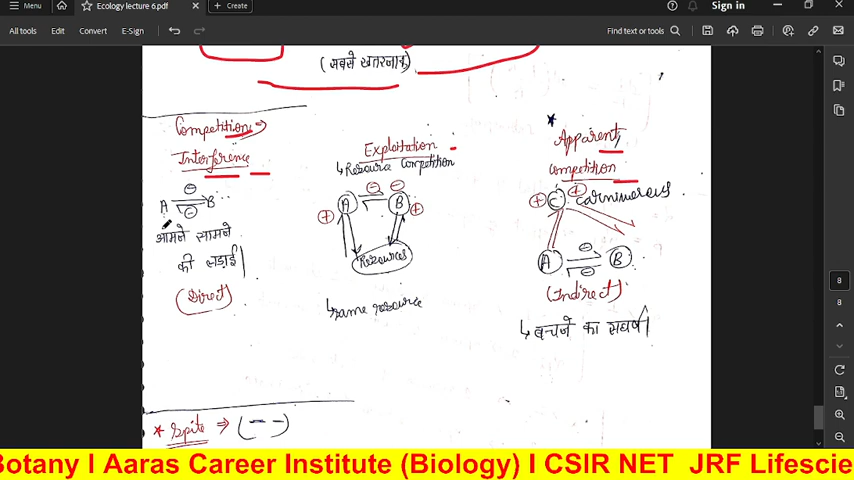 Menu
Ecology lecture 6.pdf
Create
Sign in
All tools
Edit
Convert
E-Sign
Find text or tools
(सबसे खतरनाक)
Competition ⇒
Interference
A ⊖ ⊖ B
आमने सामने
की लड़ाई|
(Direct)
Exploitation
↳ Resource Competition
⊕ A ⊖ ⊖ B ⊕
Resources
↳ same resource
* Apparent
Competition
⊕ C ⊕ Carnivorous
A ⊖ ⊖ B
(Indirect)
↳ बचने का संघर्ष|
8
8
* Spite ⇒ (− −)
Botany I Aaras Career Institute (Biology) I CSIR NET JRF Lifescie